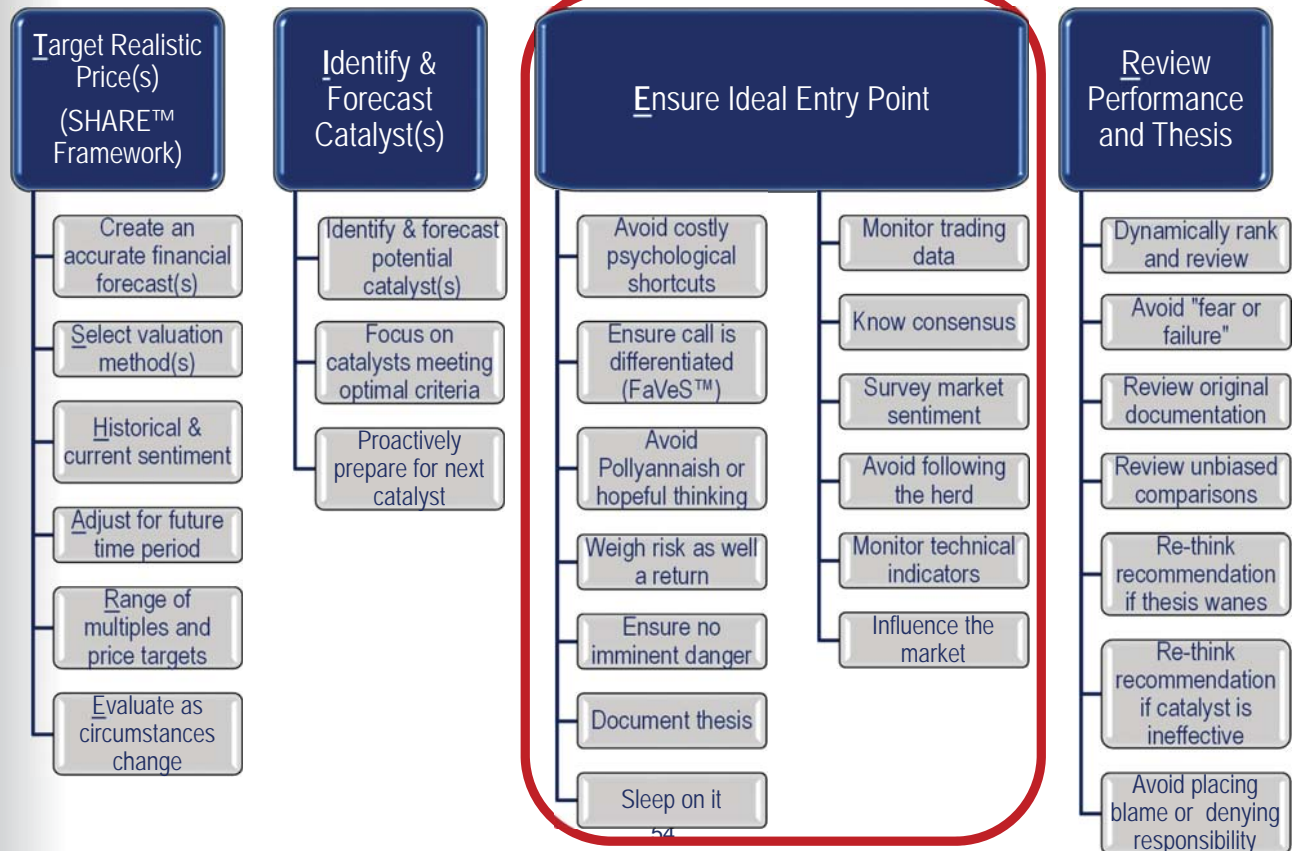 Target Realistic
Price(s)
(SHARE™
Framework)
Create an
accurate financial
forecast(s)
Select valuation
method(s)
Historical &
current sentiment
Adjust for future
time period
Range of
multiples and
price targets
Evaluate as
circumstances
change
Identify &
Forecast
Catalyst(s)
Identify & forecast
potential
catalyst(s)
Focus on
catalysts meeting
optimal criteria
Proactively
prepare for next
catalyst
Ensure Ideal Entry Point
Avoid costly
psychological
shortcuts
Ensure call is
differentiated
(FaVeS™)
Avoid
Pollyannaish or
hopeful thinking
Weigh risk as well
a return
Ensure no
imminent danger
Document thesis
Sleep on it
54
Monitor trading
data
Know consensus
Survey market
sentiment
Avoid following
the herd
Monitor technical
indicators
Influence the
market
Review
Performance
and Thesis
Dynamically rank
and review
Avoid "fear or
failure"
Review original
documentation
Review unbiased
comparisons
Re-think
recommendation
if thesis wanes
Re-think
recommendation
if catalyst is
ineffective
Avoid placing
blame or denying
responsibility